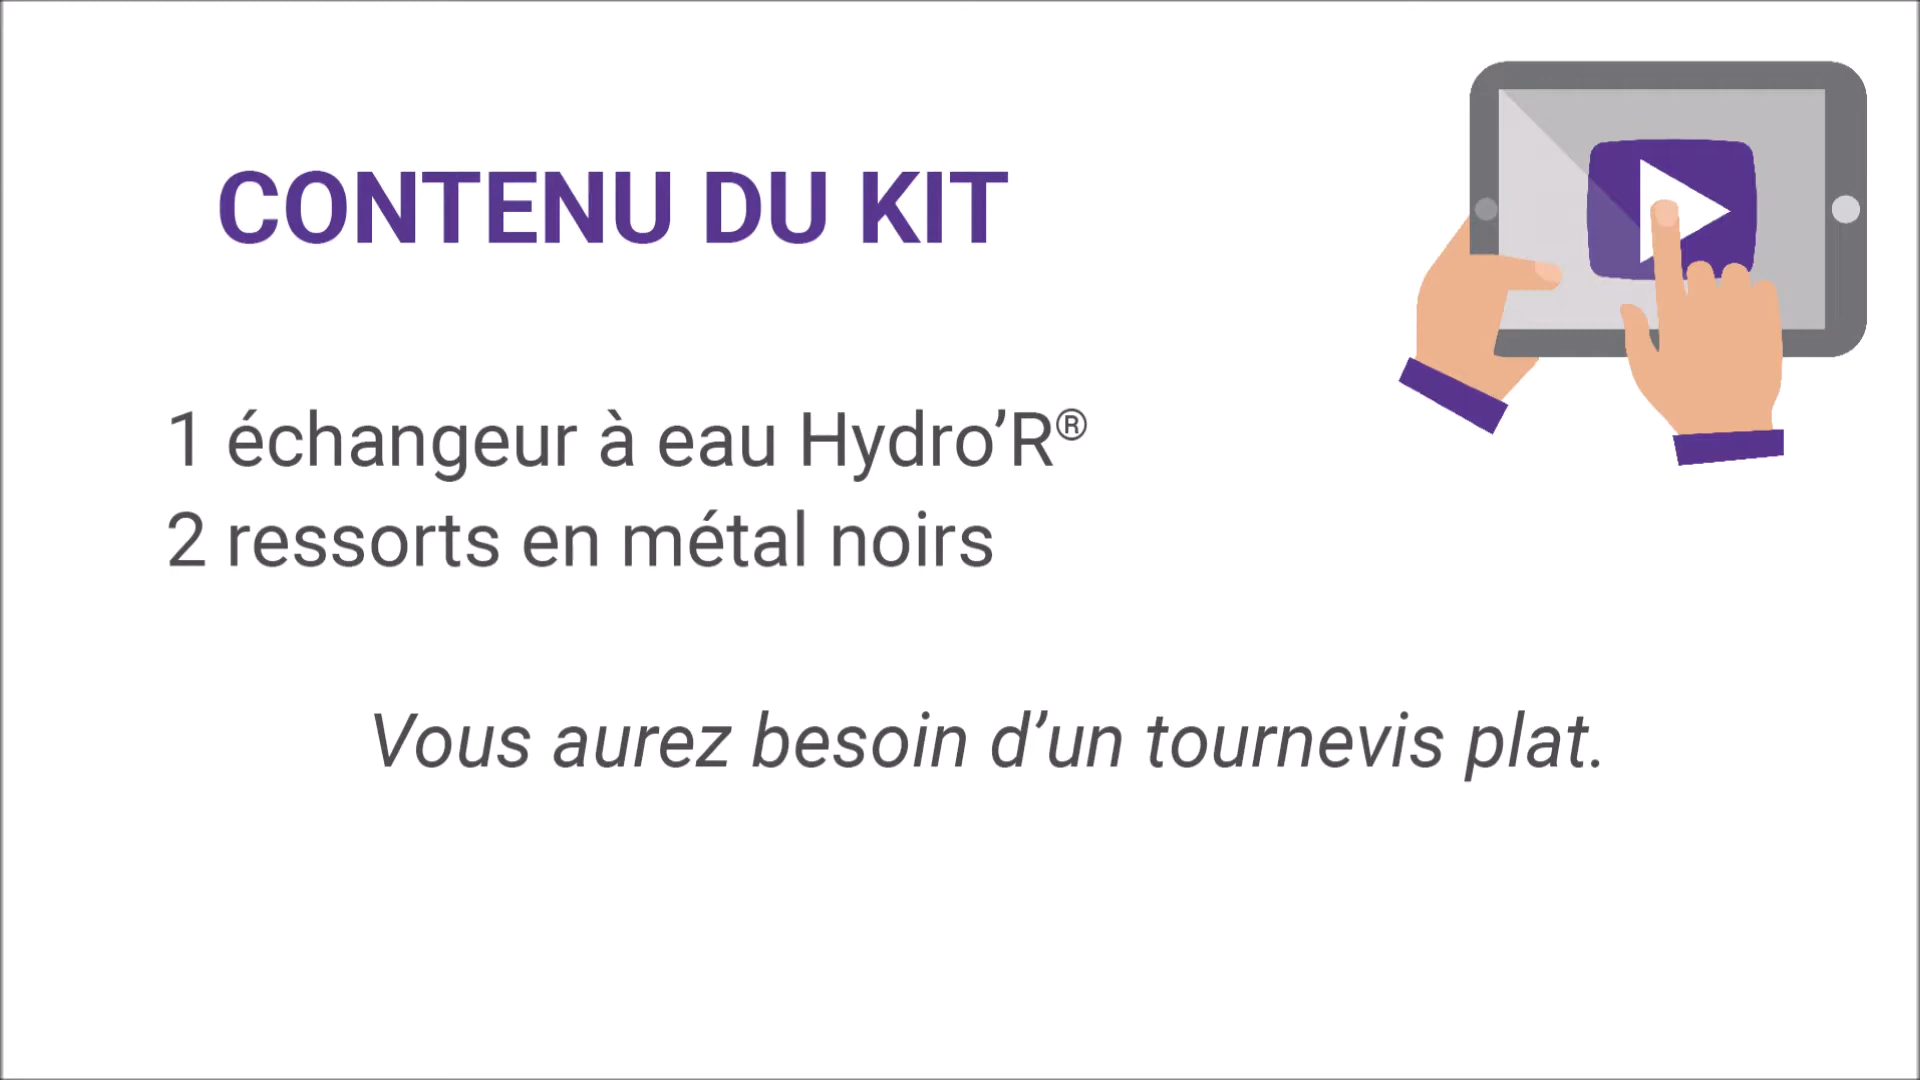 CONTENU DU KIT
1 échangeur à eau Hydro’R®
2 ressorts en métal noirs
Vous aurez besoin d’un tournevis plat.